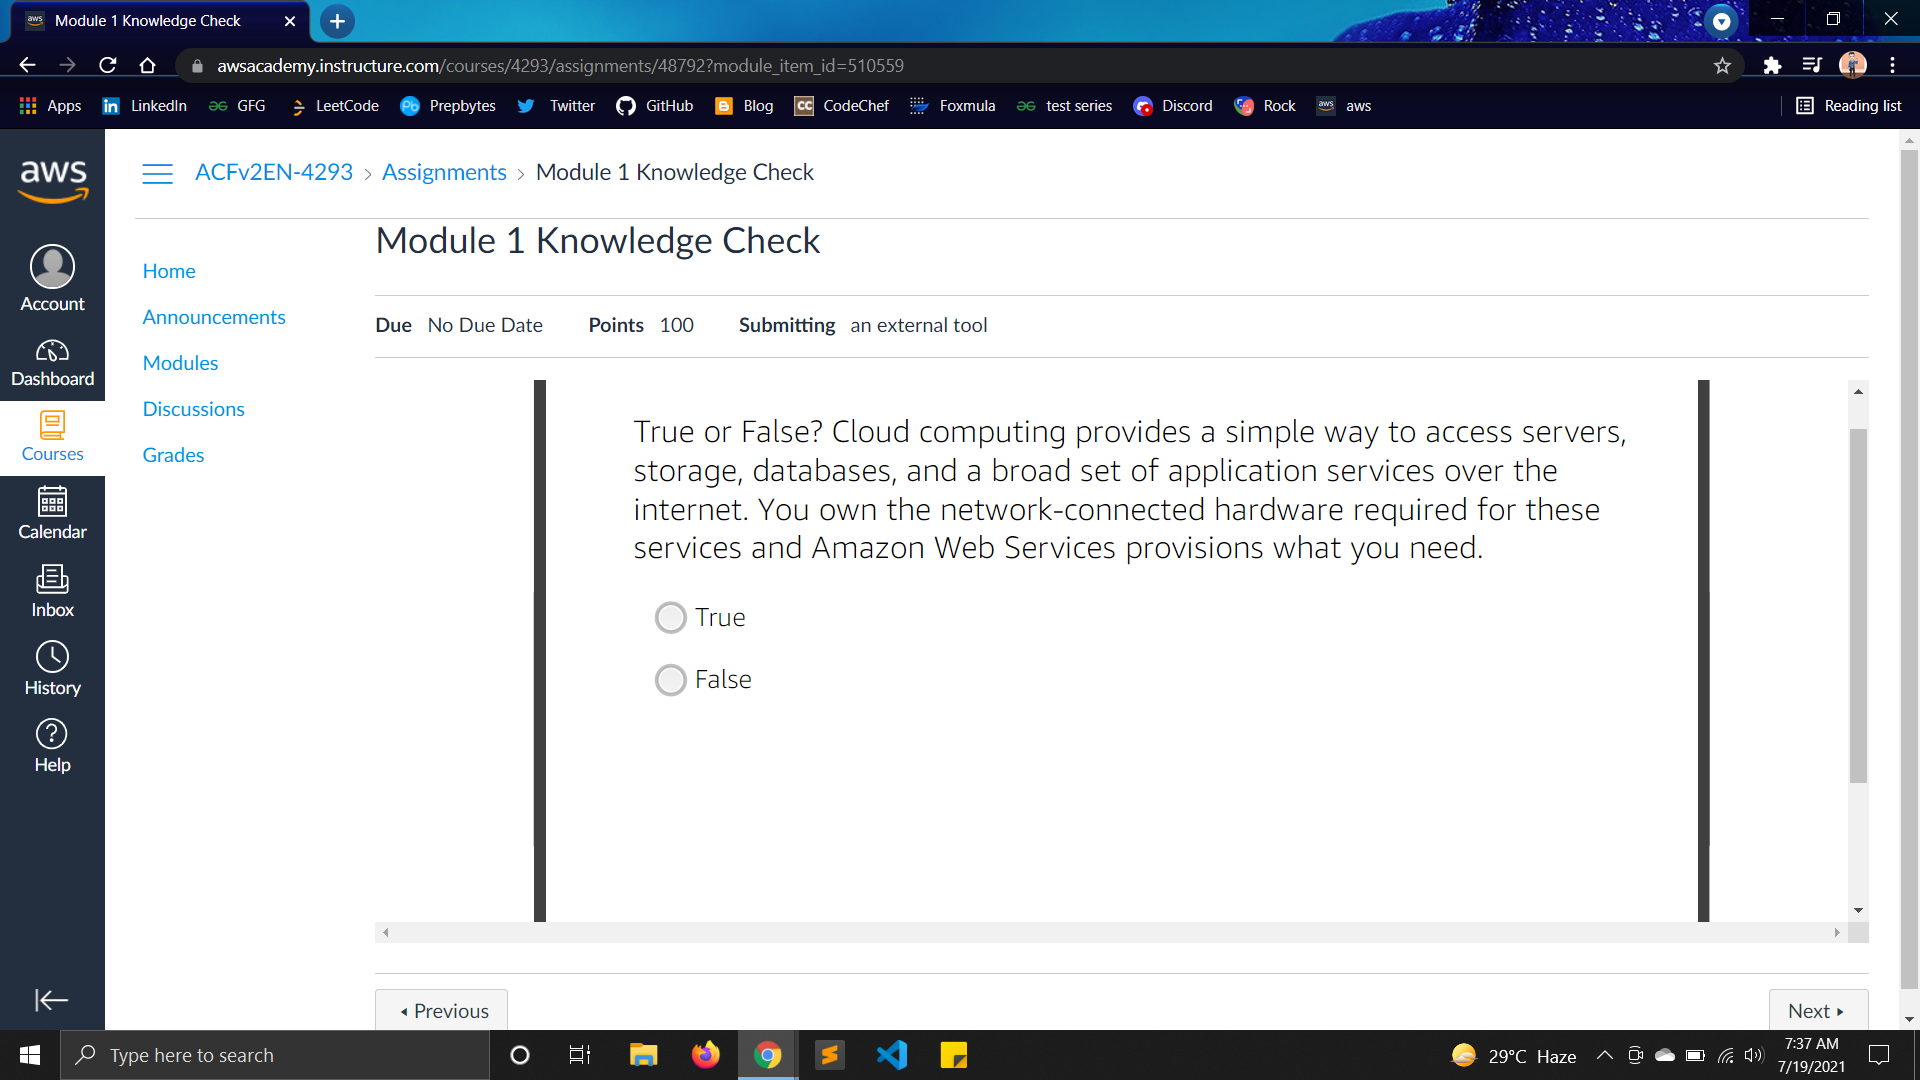 aws
Module 1 Knowledge Check
awsacademy.instructure.com/courses/4293/assignments/48792?module_item_id=510559
Apps
LinkedIn
GFG
LeetCode
Prepbytes
Twitter
GitHub
Blog
CodeChef
Foxmula
test series
Discord
Rock
aws
aws
Reading list
aws
Account
Dashboard
Courses
Calendar
Inbox
History
Help
ACFv2EN-4293 › Assignments › Module 1 Knowledge Check
Home
Announcements
Modules
Discussions
Grades
Module 1 Knowledge Check
Due No Due Date Points 100 Submitting an external tool
True or False? Cloud computing provides a simple way to access servers,
storage, databases, and a broad set of application services over the
internet. You own the network-connected hardware required for these
services and Amazon Web Services provisions what you need.
True
False
Previous
Next
Type here to search
29°C Haze
7:37 AM
7/19/2021